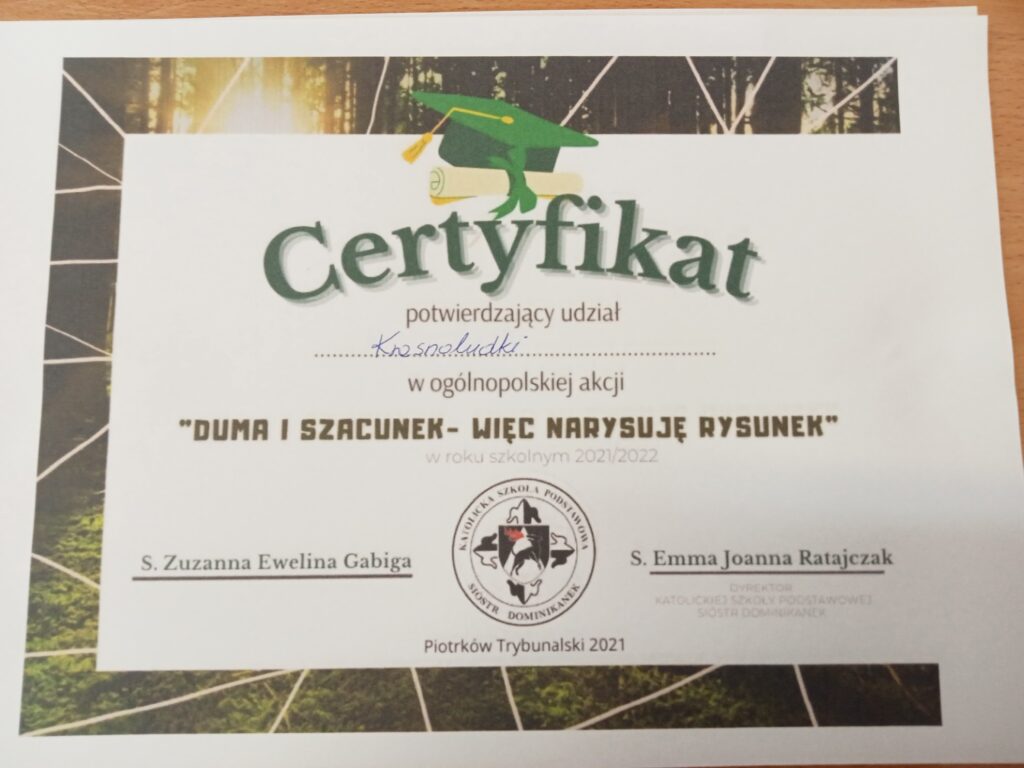 Certyfikat
potwierdzający udział
Krasnoludki
w ogólnopolskiej akcji
"DUMA I SZACUNEK- WIĘC NARYSUJĘ RYSUNEK"
w roku szkolnym 2021/2022
KATOLICKA SZKOŁA PODSTAWOWA
SIÓSTR DOMINIKANEK
S. Zuzanna Ewelina Gabiga
S. Emma Joanna Ratajczak
DYREKTOR
KATOLICKIEJ SZKOŁY PODSTAWOWEJ
SIÓSTR DOMINIKANEK
Piotrków Trybunalski 2021